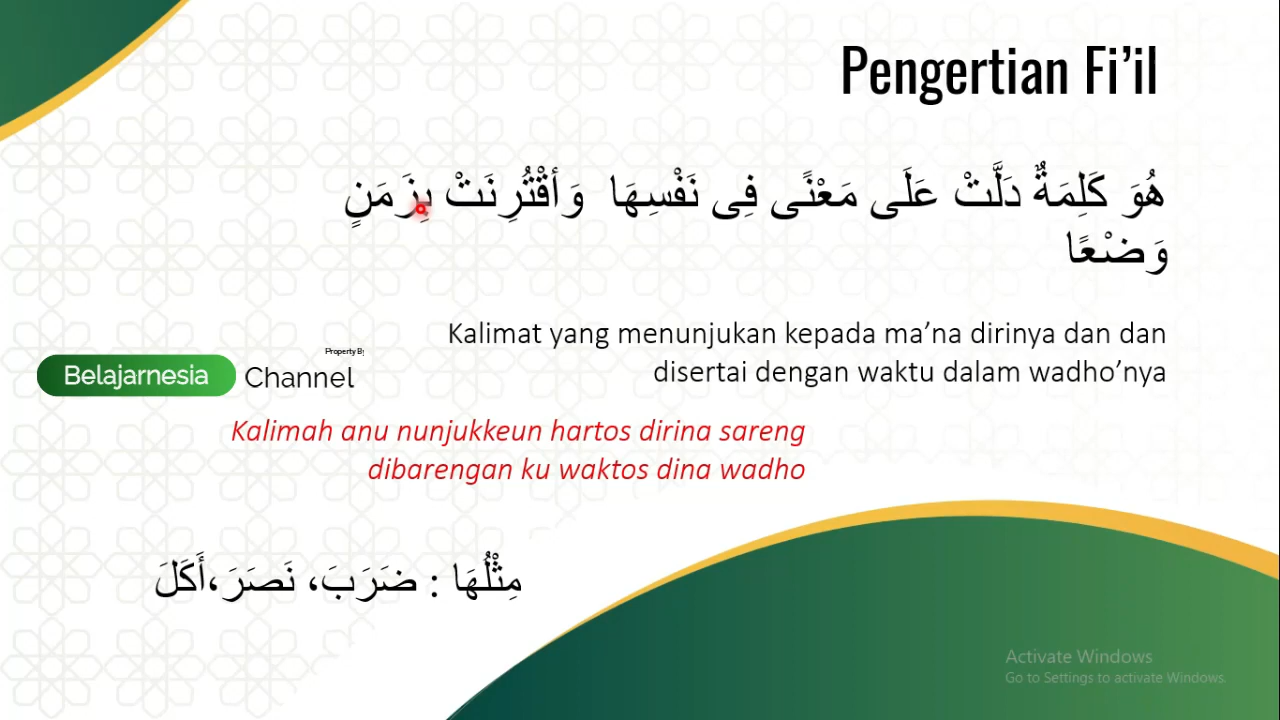 Pengertian Fi'il
هُوَ كَلِمَةٌ دَلَّتْ عَلَى مَعْنًى فِى نَفْسِهَا وَأقْتُرِنَتْ بِزَمَنٍ
وَضْعًا
Kalimat yang menunjukan kepada ma'na dirinya dan dan
disertai dengan waktu dalam wadho'nya
Property By
Belajarnesia Channel
Kalimah anu nunjukkeun hartos dirina sareng
dibarengan ku waktos dina wadho
مِثْلُهَا : ضَرَبَ، نَصَرَ،أَكَلَ
Activate Windows
Go to Settings to activate Windows.